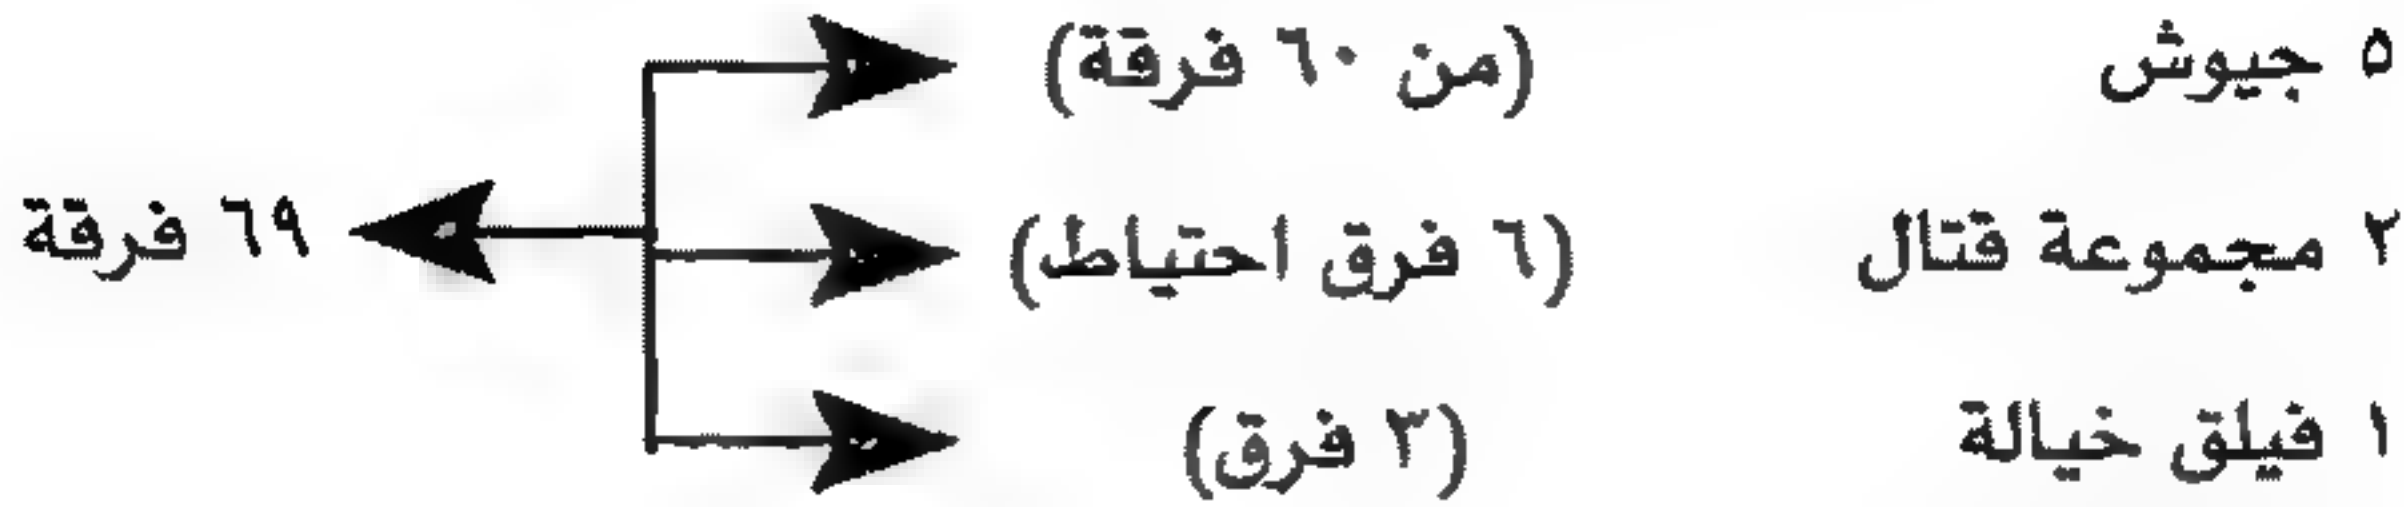 ٥ جيوش (من ٦٠ فرقة)
٢ مجموعة قتال (٦ فرق احتياط) ٦٩ فرقة
١ فيلق خيالة (٣ فرق)